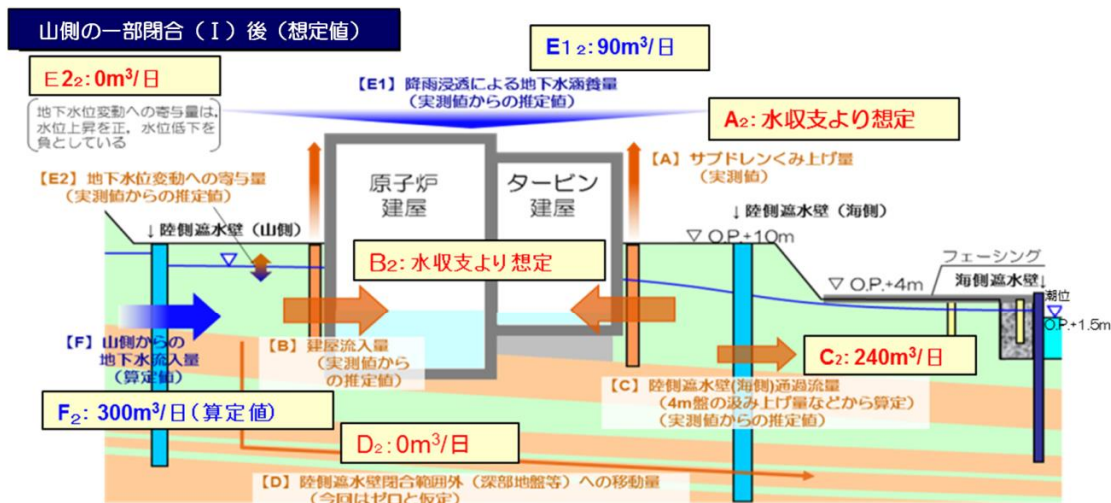 山側の一部閉合（Ⅰ）後（想定値）
E2₂：0m³/日
地下水位変動への寄与量は，
水位上昇を正，水位低下を
負としている
E1₂：90m³/日
【E1】降雨浸透による地下水涵養量
（実測値からの推定値）
A₂：水収支より想定
【A】サブドレンくみ上げ量
（実測）
【E2】地下水位変動への寄与量
（実測値からの推定値）
原子炉
建屋
タービン
建屋
↓陸側遮水壁（山側）
↓陸側遮水壁（海側）
▽ O.P.+10m
B₂：水収支より想定
フェーシング
海側遮水壁↓
▽ O.P.+4m
潮位
O.P.+1.5m
【F】山側からの
地下水流入量
（算定値）
【B】建屋流入量
（実測値から
の推定値）
C₂：240m³/日
【C】陸側遮水壁(海側)通過流量
（4m盤の汲み上げ量などから算定）
（実測値からの推定値）
F₂：300m³/日(算定値)
D₂：0m³/日
【D】陸側遮水壁閉合範囲外（深部地盤等）への移動量
（今回はゼロと仮定）